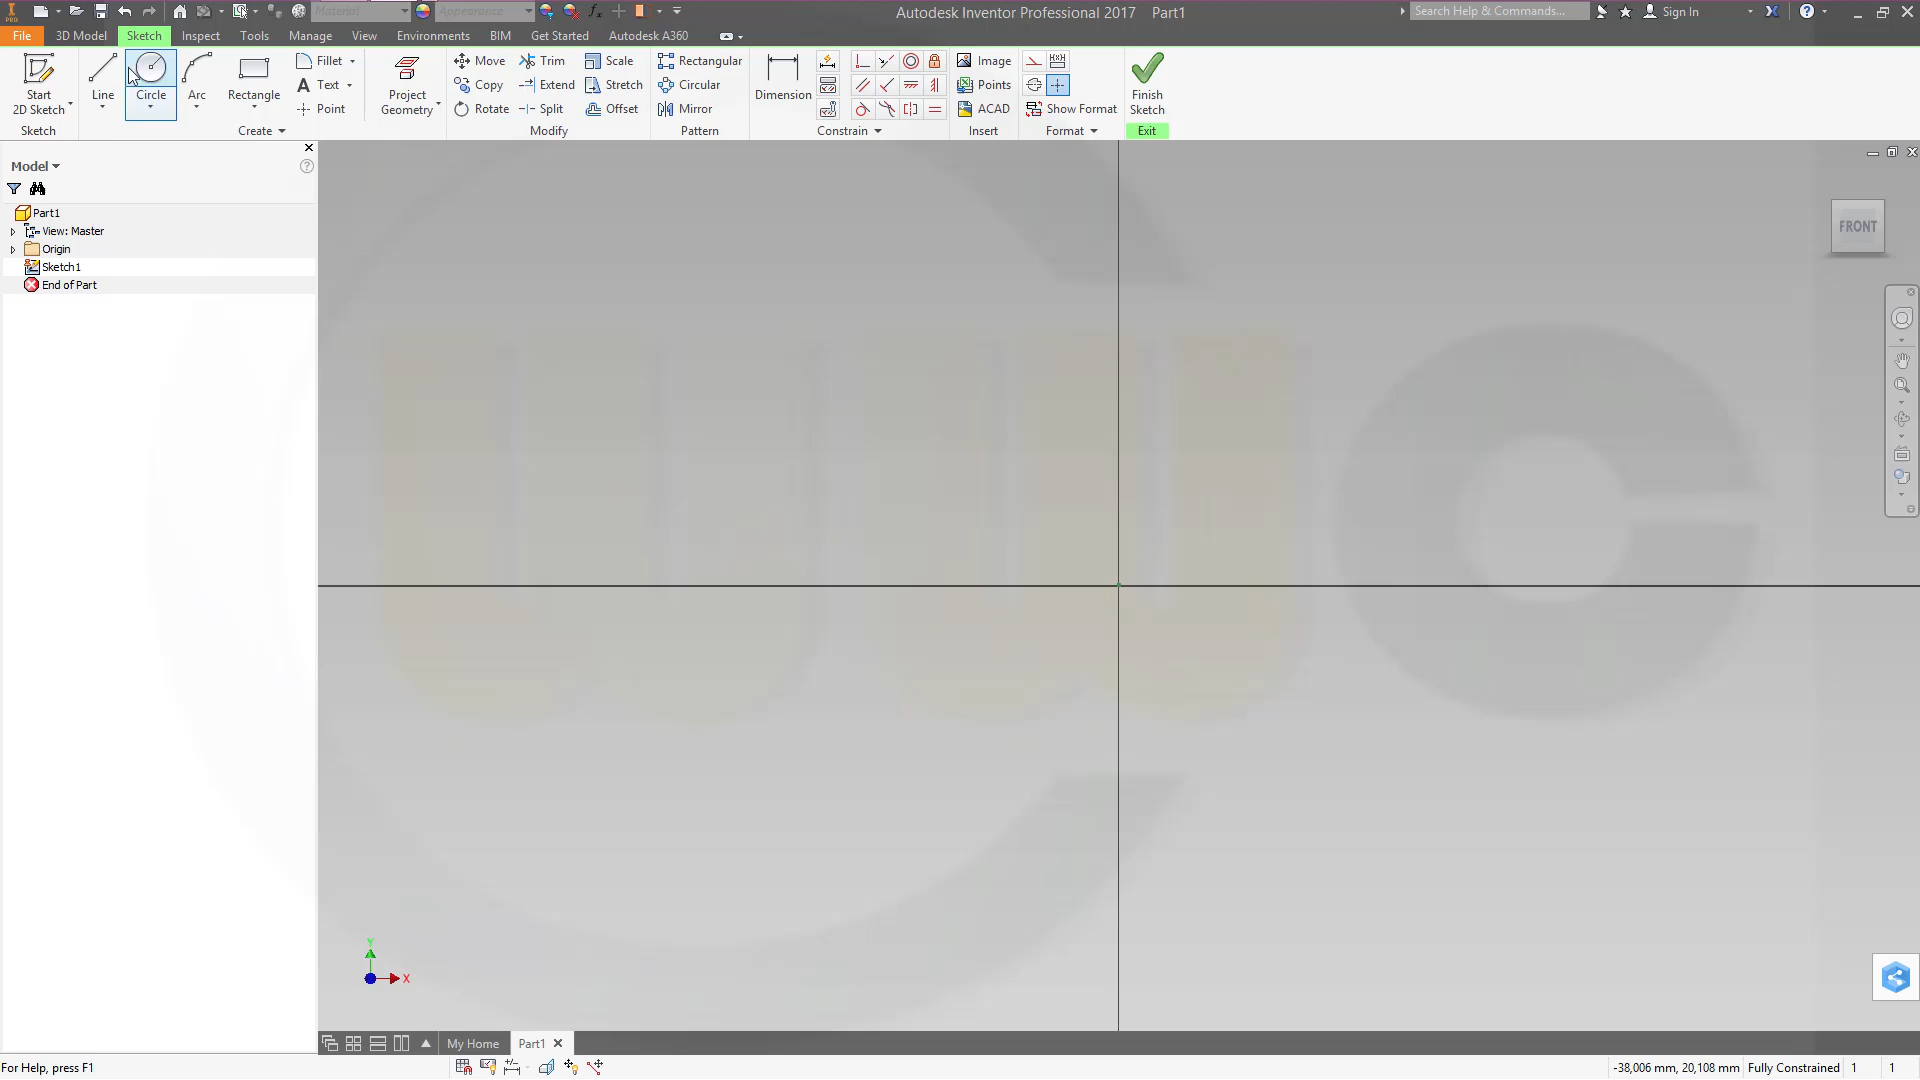 Material
Appearance
Autodesk Inventor Professional 2017 Part1
Search Help & Commands...
Sign In
File
3D Model
Sketch
Inspect
Tools
Manage
View
Environments
BIM
Get Started
Autodesk A360
Start
2D Sketch
Line
Circle
Arc
Rectangle
Fillet
Text
Point
Project
Geometry
Move
Copy
Rotate
Trim
Extend
Split
Scale
Stretch
Offset
Rectangular
Circular
Mirror
Dimension
Image
Points
ACAD
Show Format
Finish
Sketch
Sketch
Create
Modify
Pattern
Constrain
Insert
Format
Exit
Model
Part1
View: Master
Origin
Sketch1
End of Part
FRONT
Y
X
My Home
Part1
For Help, press F1
-38,006 mm, 20,108 mm
Fully Constrained
1
1